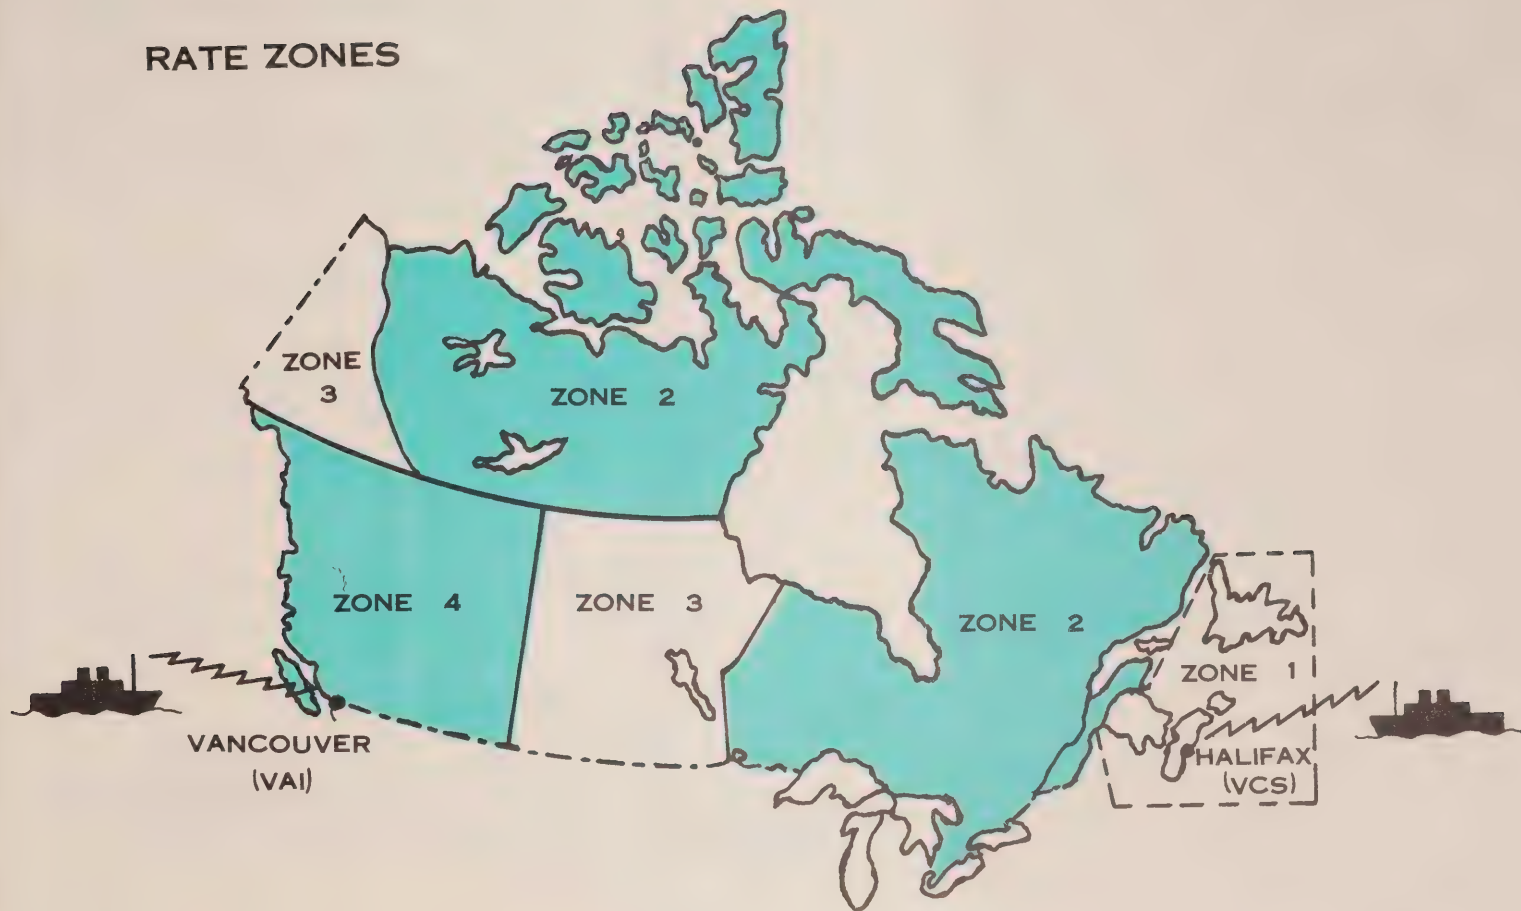 RATE ZONES
ZONE
3
ZONE 2
ZONE 4
ZONE 3
ZONE 2
ZONE 1
VANCOUVER
(VAI)
HALIFAX
(VCS)